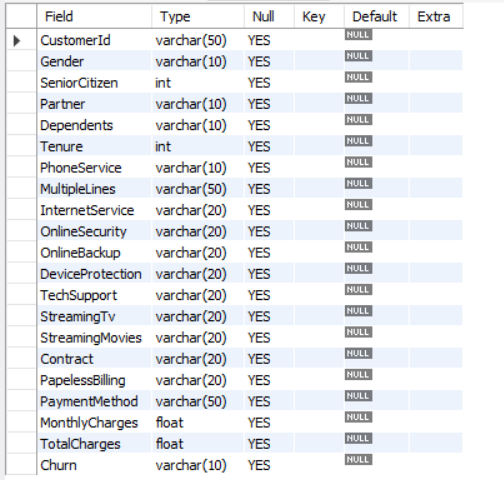 Field Type Null Key Default Extra
CustomerId varchar(50) YES NULL
Gender varchar(10) YES NULL
SeniorCitizen int YES NULL
Partner varchar(10) YES NULL
Dependents varchar(10) YES NULL
Tenure int YES NULL
PhoneService varchar(10) YES NULL
MultipleLines varchar(50) YES NULL
InternetService varchar(20) YES NULL
OnlineSecurity varchar(20) YES NULL
OnlineBackup varchar(20) YES NULL
DeviceProtection varchar(20) YES NULL
TechSupport varchar(20) YES NULL
StreamingTv varchar(20) YES NULL
StreamingMovies varchar(20) YES NULL
Contract varchar(20) YES NULL
PapelessBilling varchar(20) YES NULL
PaymentMethod varchar(50) YES NULL
MonthlyCharges float YES NULL
TotalCharges float YES NULL
Churn varchar(10) YES NULL